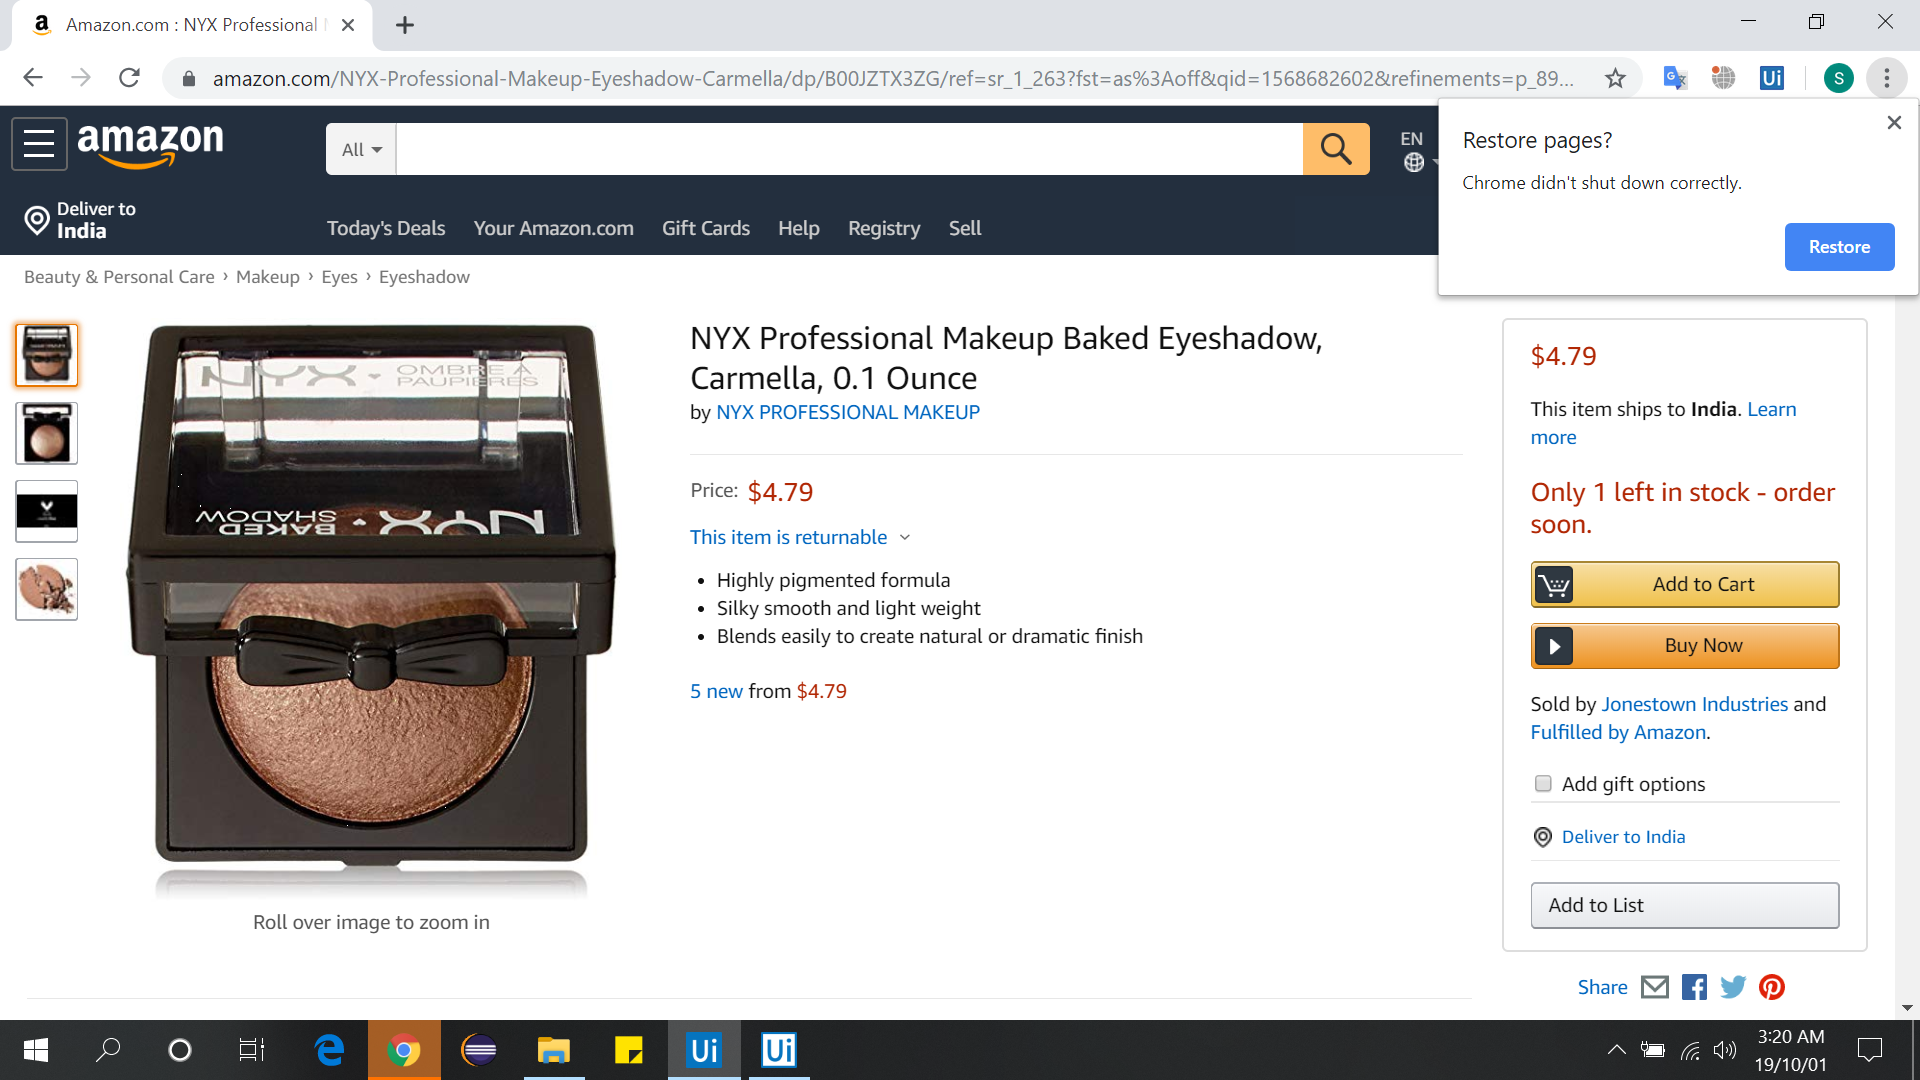 Amazon.com : NYX Professional
amazon.com/NYX-Professional-Makeup-Eyeshadow-Carmella/dp/B00JZTX3ZG/ref=sr_1_263?fst=as%3Aoff&qid=1568682602&refinements=p_89...
Ui
S
Restore pages?
Chrome didn't shut down correctly.
Restore
amazon
All
EN
Deliver to
India
Today's Deals
Your Amazon.com
Gift Cards
Help
Registry
Sell
Beauty & Personal Care › Makeup › Eyes › Eyeshadow
NYX
OMBRE À
PAUPIÈRES
BAKED
SHADOW
NYX
Roll over image to zoom in
NYX Professional Makeup Baked Eyeshadow,
Carmella, 0.1 Ounce
by NYX PROFESSIONAL MAKEUP
Price: $4.79
This item is returnable
• Highly pigmented formula
• Silky smooth and light weight
• Blends easily to create natural or dramatic finish
5 new from $4.79
$4.79
This item ships to India. Learn
more
Only 1 left in stock - order
soon.
Add to Cart
Buy Now
Sold by Jonestown Industries and
Fulfilled by Amazon.
Add gift options
Deliver to India
Add to List
Share
Ui
Ui
3:20 AM
19/10/01